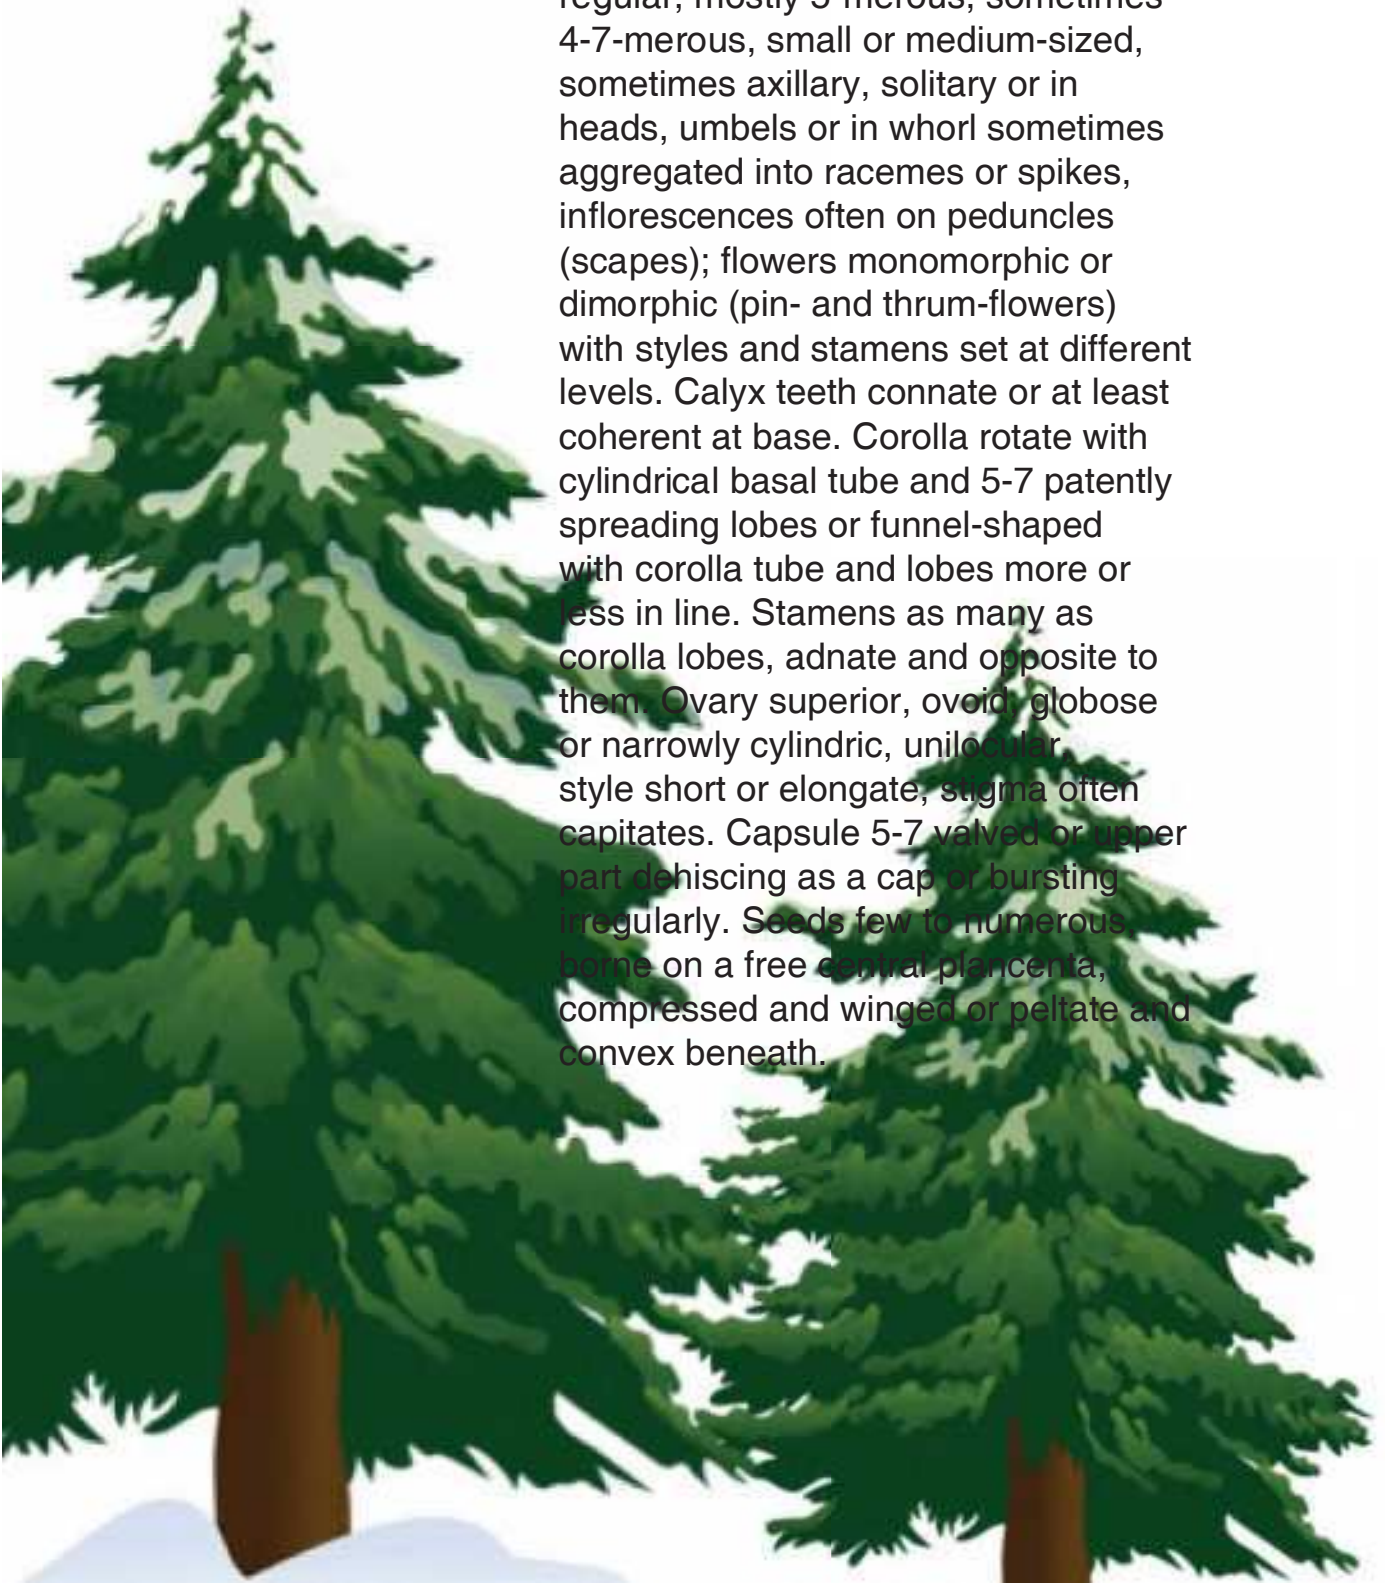 regular, mostly 5-merous, sometimes
4-7-merous, small or medium-sized,
sometimes axillary, solitary or in
heads, umbels or in whorl sometimes
aggregated into racemes or spikes,
inflorescences often on peduncles
(scapes); flowers monomorphic or
dimorphic (pin- and thrum-flowers)
with styles and stamens set at different
levels. Calyx teeth connate or at least
coherent at base. Corolla rotate with
cylindrical basal tube and 5-7 patently
spreading lobes or funnel-shaped
with corolla tube and lobes more or
less in line. Stamens as many as
corolla lobes, adnate and opposite to
them. Ovary superior, ovoid, globose
or narrowly cylindric, unilocular,
style short or elongate, stigma often
capitates. Capsule 5-7 valved or upper
part dehiscing as a cap or bursting
irregularly. Seeds few to numerous,
borne on a free central plancenta,
compressed and winged or peltate and
convex beneath.